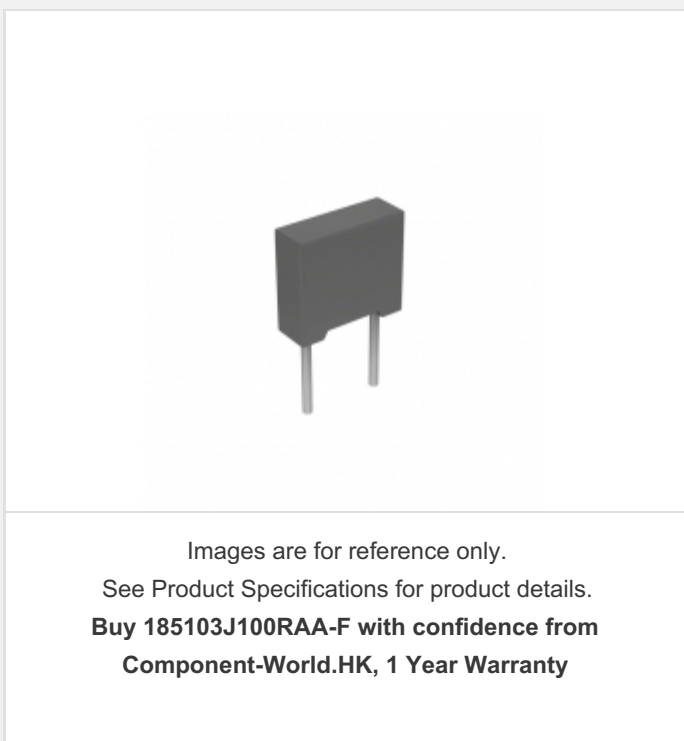 Images are for reference only.
See Product Specifications for product details.
Buy 185103J100RAA-F with confidence from
Component-World.HK, 1 Year Warranty